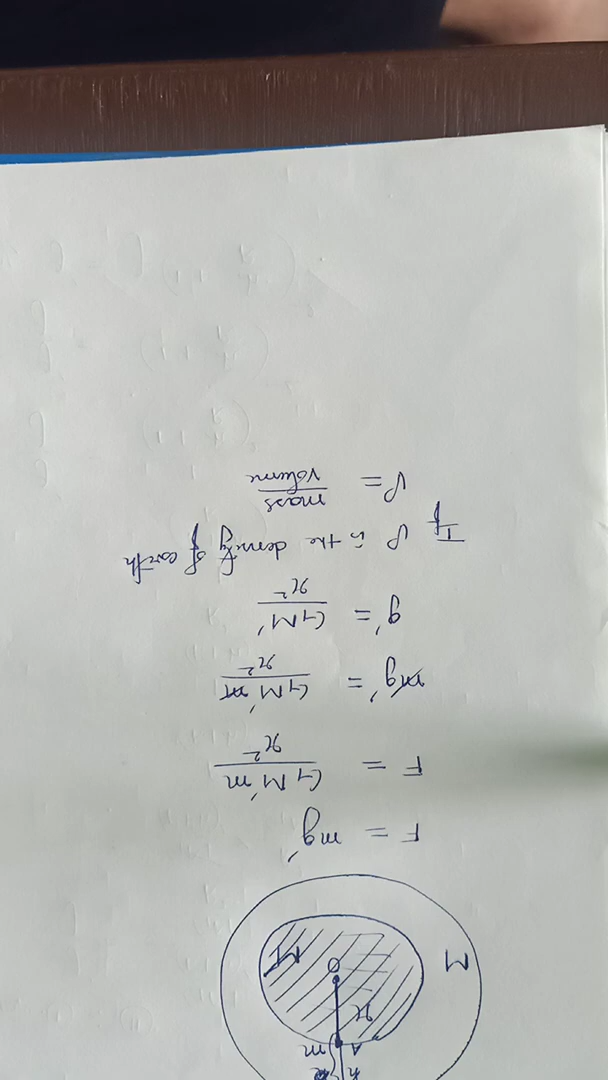 h
A m
x
O
M M'
F = mg'
F = GM'm / x²
mg' = GM'm / x²
g' = GM' / x²
If ρ is the density of earth
ρ = mass / volume